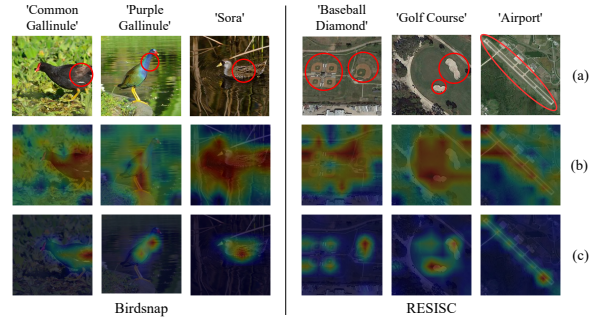 'Common Gallinule'
'Purple Gallinule'
'Sora'
'Baseball Diamond'
'Golf Course'
'Airport'
(a)
(b)
(c)
Birdsnap
RESISC